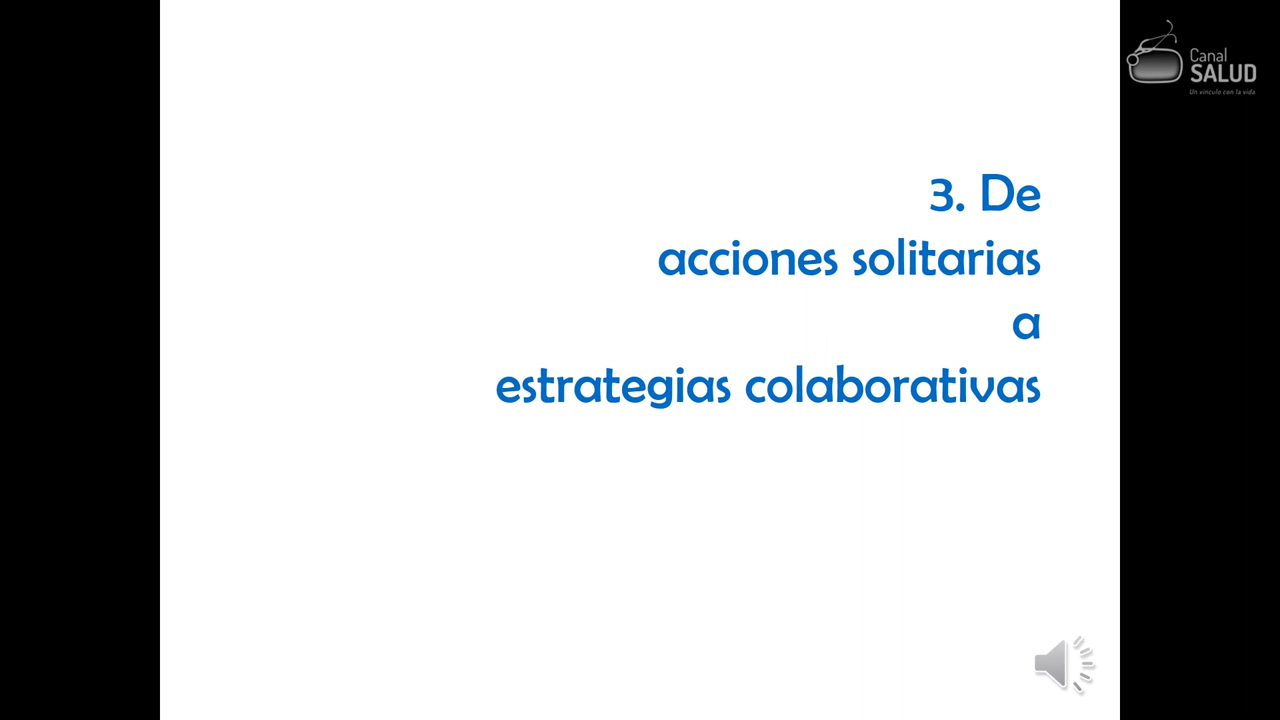 Canal
SALUD
Un vínculo con la vida
3. De
acciones solitarias
a
estrategias colaborativas